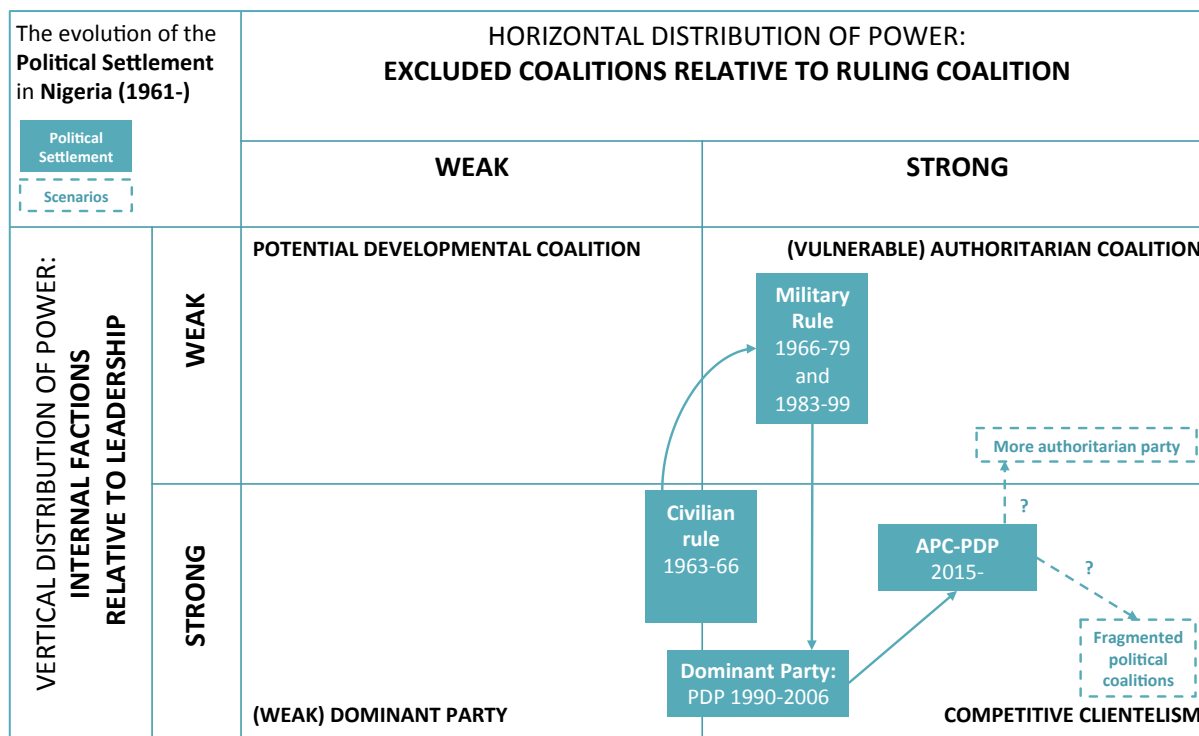 The evolution of the
Political Settlement
in Nigeria (1961-)
Political
Settlement
Scenarios
HORIZONTAL DISTRIBUTION OF POWER:
EXCLUDED COALITIONS RELATIVE TO RULING COALITION
WEAK
STRONG
VERTICAL DISTRIBUTION OF POWER:
INTERNAL FACTIONS
RELATIVE TO LEADERSHIP
WEAK
STRONG
POTENTIAL DEVELOPMENTAL COALITION
(VULNERABLE) AUTHORITARIAN COALITION
Military
Rule
1966-79
and
1983-99
More authoritarian party
?
Civilian
rule
1963-66
APC-PDP
2015-
?
Fragmented
political
coalitions
Dominant Party:
PDP 1990-2006
(WEAK) DOMINANT PARTY
COMPETITIVE CLIENTELISM